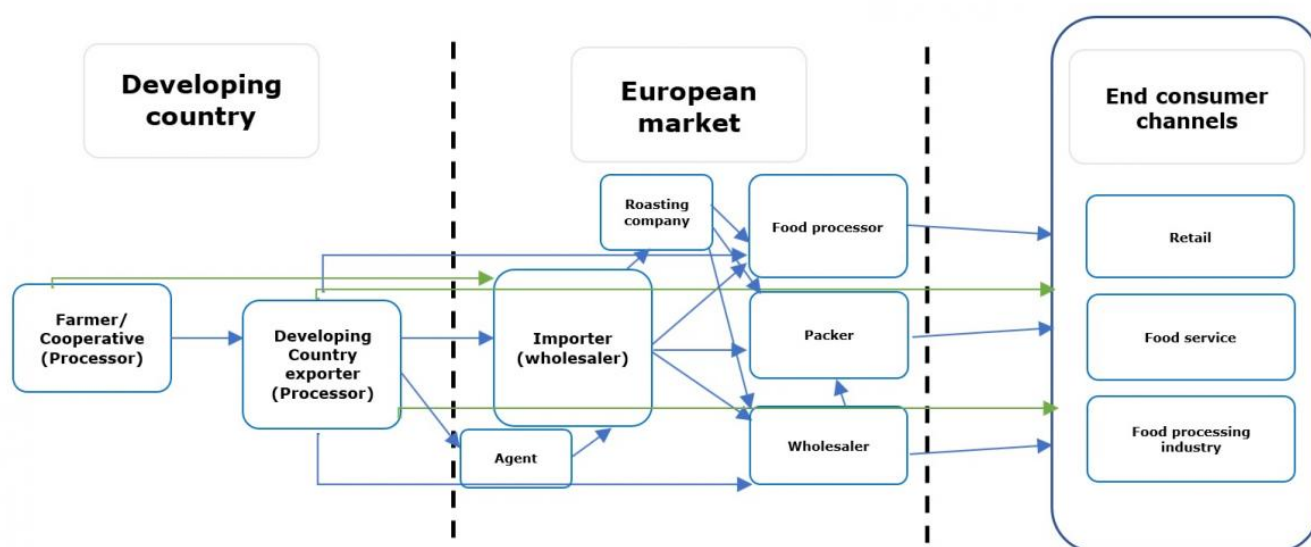 Developing
country
European
market
End consumer
channels
Roasting
company
Food processor
Retail
Farmer/
Cooperative
(Processor)
Developing
Country
exporter
(Processor)
Importer
(wholesaler)
Packer
Food service
Agent
Wholesaler
Food processing
industry